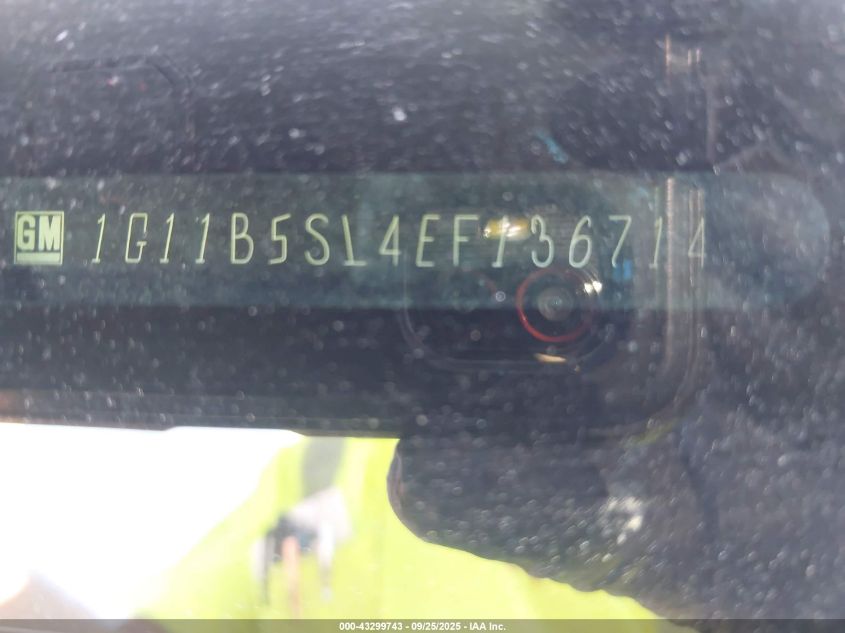 GM 1G11B5SL4EF136714
000-43299743 - 09/25/2025 - IAA Inc.